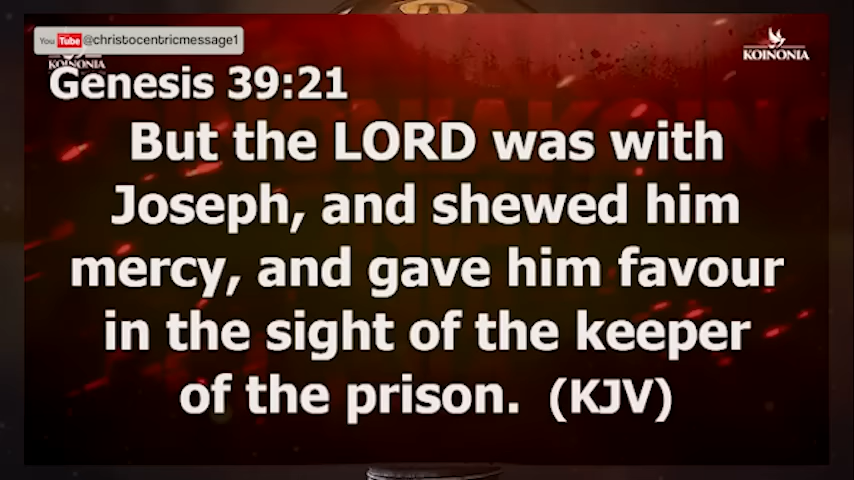 You Tube @christocentricmessage1
KOINONIA
KOINONIA
Genesis 39:21
But the LORD was with
Joseph, and shewed him
mercy, and gave him favour
in the sight of the keeper
of the prison. (KJV)